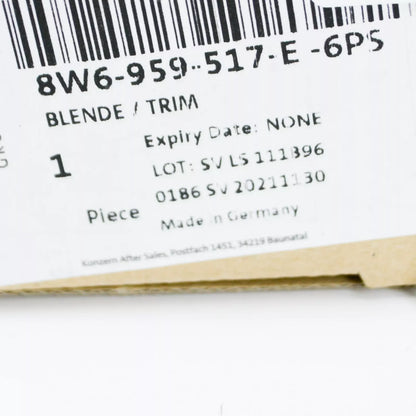 8W6-959-517-E -6PS
BLENDE / TRIM
Expiry Date: NONE
1
LOT: SV LS 111896
0186 SV 20211130
Piece
Made in Germany
Konzern After Sales, Postfach 1451, 34219 Baunatal